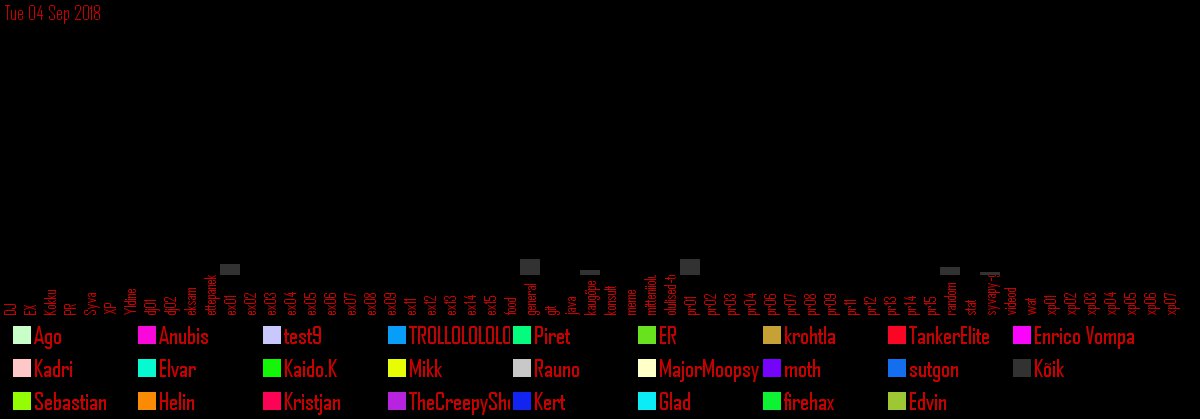 Tue 04 Sep 2018
DJ EX Kokku PR Syva XP Yldine dj01 dj02 eksam ettepanek ex01 ex02 ex03 ex04 ex05 ex06 ex07 ex08 ex09 ex11 ex12 ex13 ex14 ex15 food general git java kaugõpe konsult meme olulised-t pr01 pr02 pr03 pr04 pr06 pr07 pr08 pr09 pr11 pr12 pr13 pr14 pr15 random stat videod waf xp01 xp02 xp03 xp04 xp05 xp06 xp07
Ago Anubis test9 TROLLOLOLOLO Piret ER krohtla TankerElite Enrico Vompa
Kadri Elvar Kaido.K Mikk Rauno MajorMoopsy moth sutgon Kõik
Sebastian Helin Kristjan TheCreepySh Kert Glad firehax Edvin